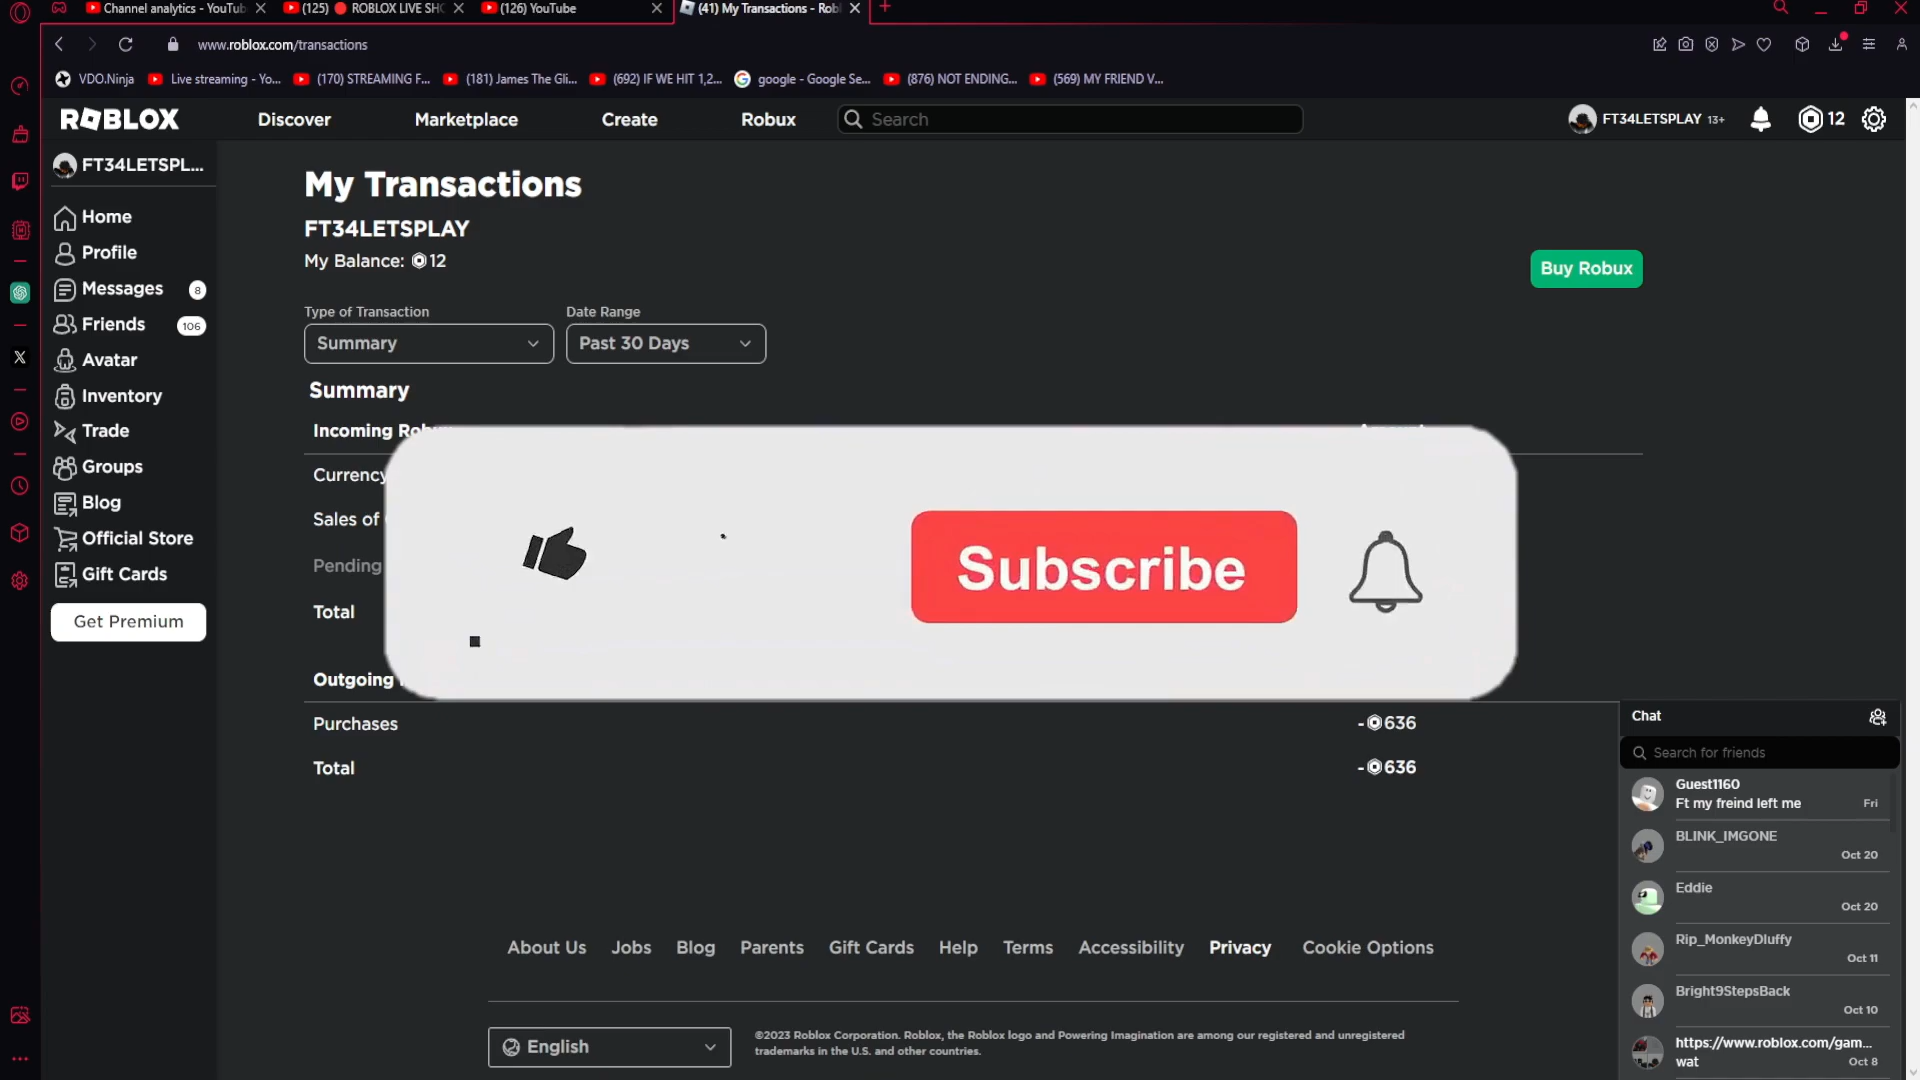 Channel analytics - YouTub
(125) 🔴 ROBLOX LIVE SHO
(126) YouTube
(41) My Transactions - Rob
www.roblox.com/transactions
VDO.Ninja
Live streaming - Yo...
(170) STREAMING F...
(181) James The Gli...
(692) IF WE HIT 1,2...
google - Google Se...
(876) NOT ENDING...
(569) MY FRIEND V...
ROBLOX
Discover
Marketplace
Create
Robux
Search
FT34LETSPLAY 13+
12
FT34LETSPL...
Home
Profile
Messages 8
Friends 106
Avatar
Inventory
Trade
Groups
Blog
Official Store
Gift Cards
Get Premium
My Transactions
FT34LETSPLAY
My Balance: 12
Buy Robux
Type of Transaction
Date Range
Summary
Past 30 Days
Summary
Incoming Robux
Amount
Currency
Sales of
Pending
Total
Subscribe
Outgoing
Purchases
-636
Total
-636
Chat
Search for friends
Guest1160
Ft my freind left me
Fri
BLINK_IMGONE
Oct 20
Eddie
Oct 20
Rip_MonkeyDluffy
Oct 11
Bright9StepsBack
Oct 10
https://www.roblox.com/gam...
wat
Oct 8
About Us
Jobs
Blog
Parents
Gift Cards
Help
Terms
Accessibility
Privacy
Cookie Options
English
©2023 Roblox Corporation. Roblox, the Roblox logo and Powering Imagination are among our registered and unregistered
trademarks in the U.S. and other countries.